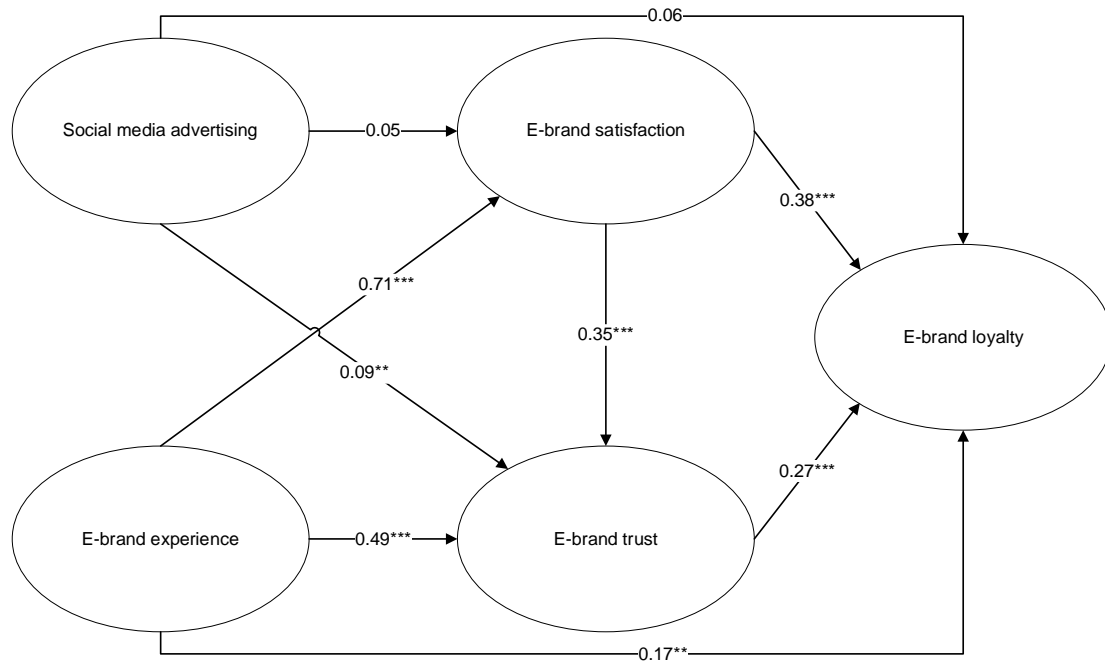 0.06
Social media advertising
0.05
E-brand satisfaction
0.38***
0.71***
0.35***
E-brand loyalty
0.09**
0.27***
E-brand experience
0.49***
E-brand trust
0.17**